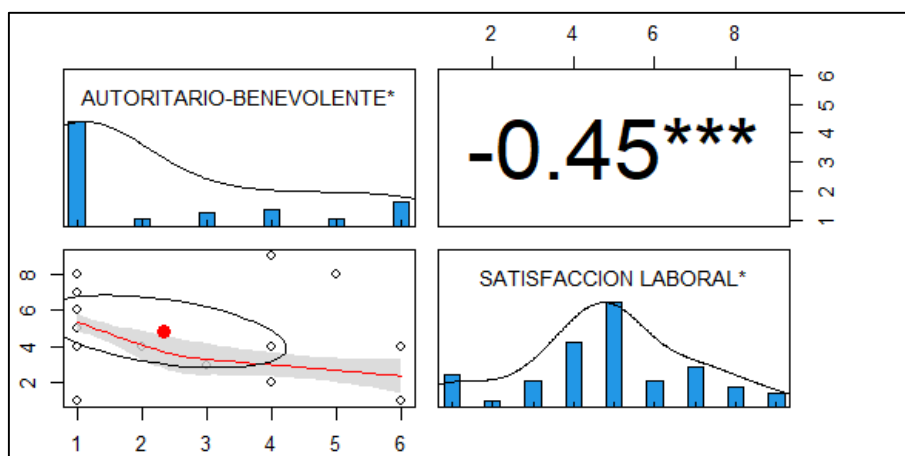 2 4 6 8
AUTORITARIO-BENEVOLENTE*
-0.45***
6
5
4
3
2
1
8
6
4
2
SATISFACCION LABORAL*
1 2 3 4 5 6